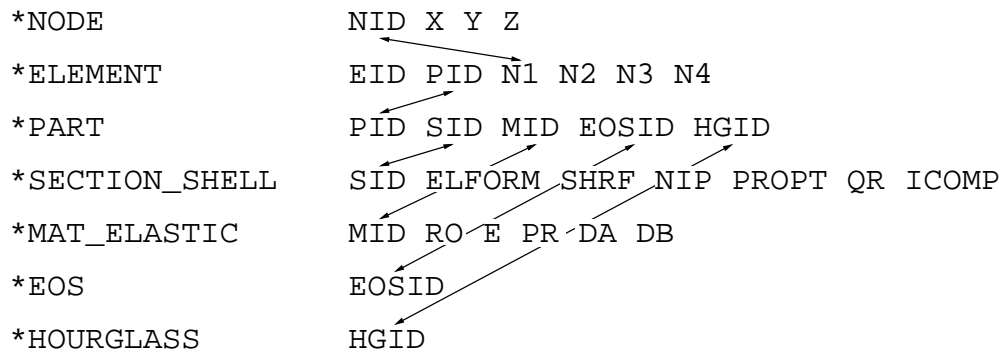 *NODE NID X Y Z
*ELEMENT EID PID N1 N2 N3 N4
*PART PID SID MID EOSID HGID
*SECTION_SHELL SID ELFORM SHRF NIP PROPT QR ICOMP
*MAT_ELASTIC MID RO E PR DA DB
*EOS EOSID
*HOURGLASS HGID